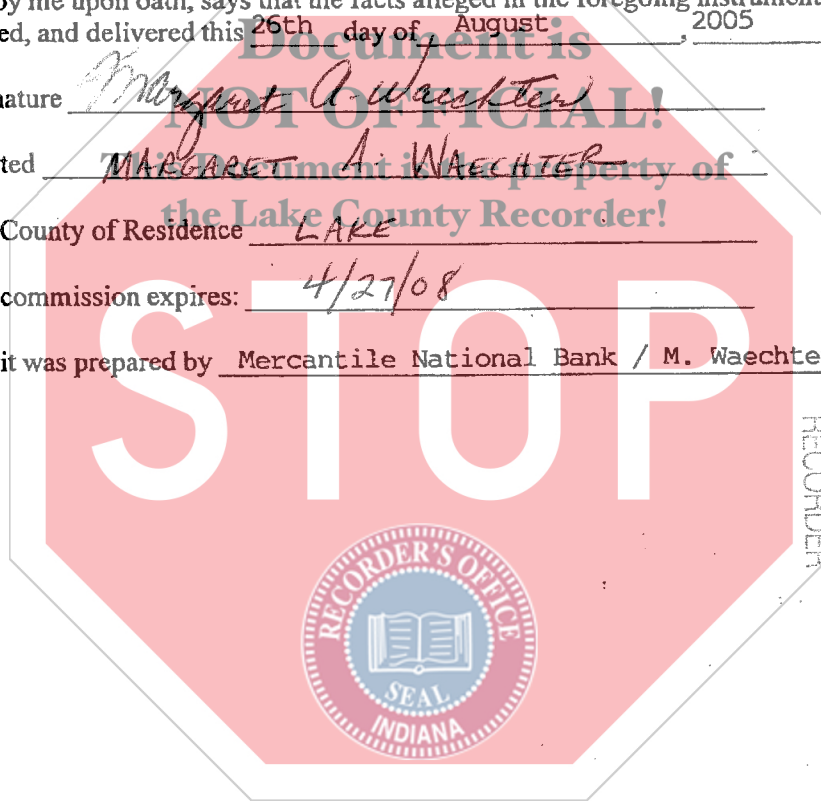 by me upon oath, says that the facts alleged in the foregoing instrument
ed, and delivered this 26th day of, August, 2005
Document is
nature Margaret A. Waechter
NOT OFFICIAL!
ted MARGARET A. WAECHTER
This Document is the property of
the Lake County Recorder!
County of Residence LAKE
commission expires: 4/27/08
it was prepared by Mercantile National Bank / M. Waechte
STOP
RECORDER
RECORDER'S OFFICE
SEAL
INDIANA